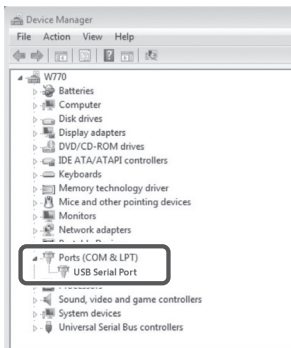 Device Manager
File Action View Help
W770
Batteries
Computer
Disk drives
Display adapters
DVD/CD-ROM drives
IDE ATA/ATAPI controllers
Keyboards
Memory technology driver
Mice and other pointing devices
Monitors
Network adapters
Ports (COM & LPT)
USB Serial Port
Sound, video and game controllers
System devices
Universal Serial Bus controllers